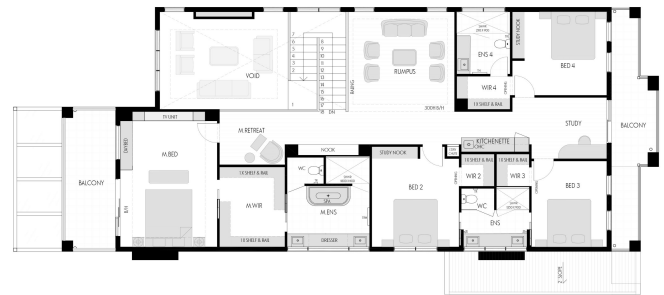 STUDY NOOK
ENS 4
BED 4
VOID
RUMPUS
RAILING
WIR 4
1X SHELF & RAIL
DN
300BS/H
TV UNIT
DAYBED
M.RETREAT
KITCHENETTE
STUDY
BALCONY
M.BED
NOOK
STUDY NOOK
1X SHELF & RAIL
1X SHELF & RAIL
1X SHELF & RAIL
WC
WIR 2
WIR 3
BALCONY
B/H
M.WIR
SPA
M.ENS
BED 2
WC
BED 3
ENS
1X SHELF & RAIL
DRESSER